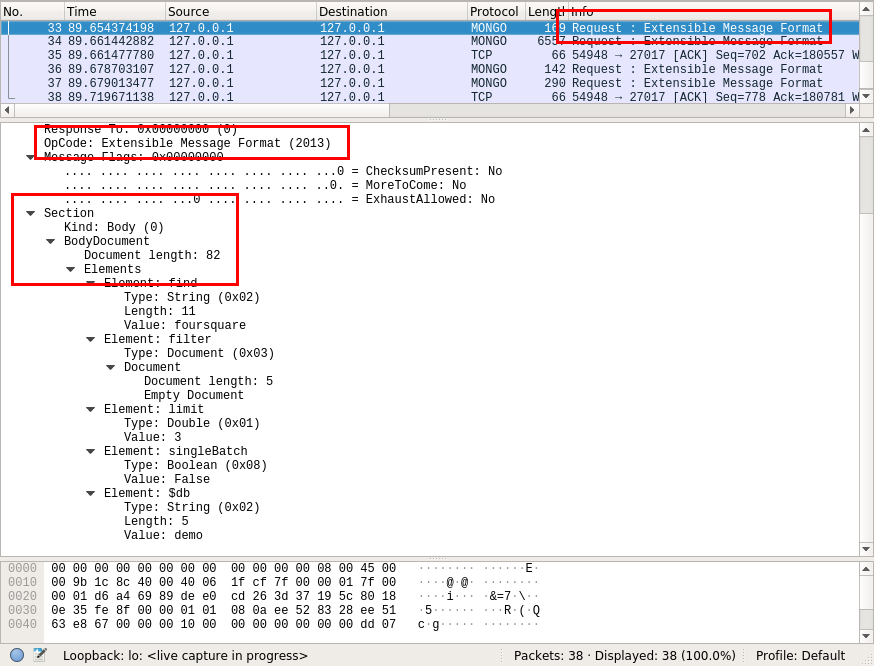 No. Time Source Destination Protocol Length Info
33 89.654374198 127.0.0.1 127.0.0.1 MONGO 169 Request : Extensible Message Format
34 89.661442882 127.0.0.1 127.0.0.1 MONGO 6557 Request : Extensible Message Format
35 89.661477780 127.0.0.1 127.0.0.1 TCP 66 54948 → 27017 [ACK] Seq=702 Ack=180557 W
36 89.678703107 127.0.0.1 127.0.0.1 MONGO 142 Request : Extensible Message Format
37 89.679013477 127.0.0.1 127.0.0.1 MONGO 290 Request : Extensible Message Format
38 89.719671138 127.0.0.1 127.0.0.1 TCP 66 54948 → 27017 [ACK] Seq=778 Ack=180781 W
Response To: 0x00000000 (0)
OpCode: Extensible Message Format (2013)
Message Flags: 0x00000000
.... .... .... .... .... .... .... ...0 = ChecksumPresent: No
.... .... .... .... .... .... .... ..0. = MoreToCome: No
.... .... .... ...0 .... .... .... .... = ExhaustAllowed: No
Section
Kind: Body (0)
BodyDocument
Document length: 82
Elements
Element: find
Type: String (0x02)
Length: 11
Value: foursquare
Element: filter
Type: Document (0x03)
Document
Document length: 5
Empty Document
Element: limit
Type: Double (0x01)
Value: 3
Element: singleBatch
Type: Boolean (0x08)
Value: False
Element: $db
Type: String (0x02)
Length: 5
Value: demo
0000 00 00 00 00 00 00 00 00 00 00 00 00 08 00 45 00 ········ ······E·
0010 00 9b 1c 8c 40 00 40 06 1f cf 7f 00 00 01 7f 00 ····@·@· ········
0020 00 01 d6 a4 69 89 de e0 cd 26 3d 37 19 5c 80 18 ····i··· ·&=7·\··
0030 0e 35 fe 8f 00 00 01 01 08 0a ee 52 83 28 ee 51 ·5······ ···R·(·Q
0040 63 e8 67 00 00 00 10 00 00 00 00 00 00 00 dd 07 c·g····· ········
Loopback: lo: <live capture in progress> Packets: 38 · Displayed: 38 (100.0%) Profile: Default